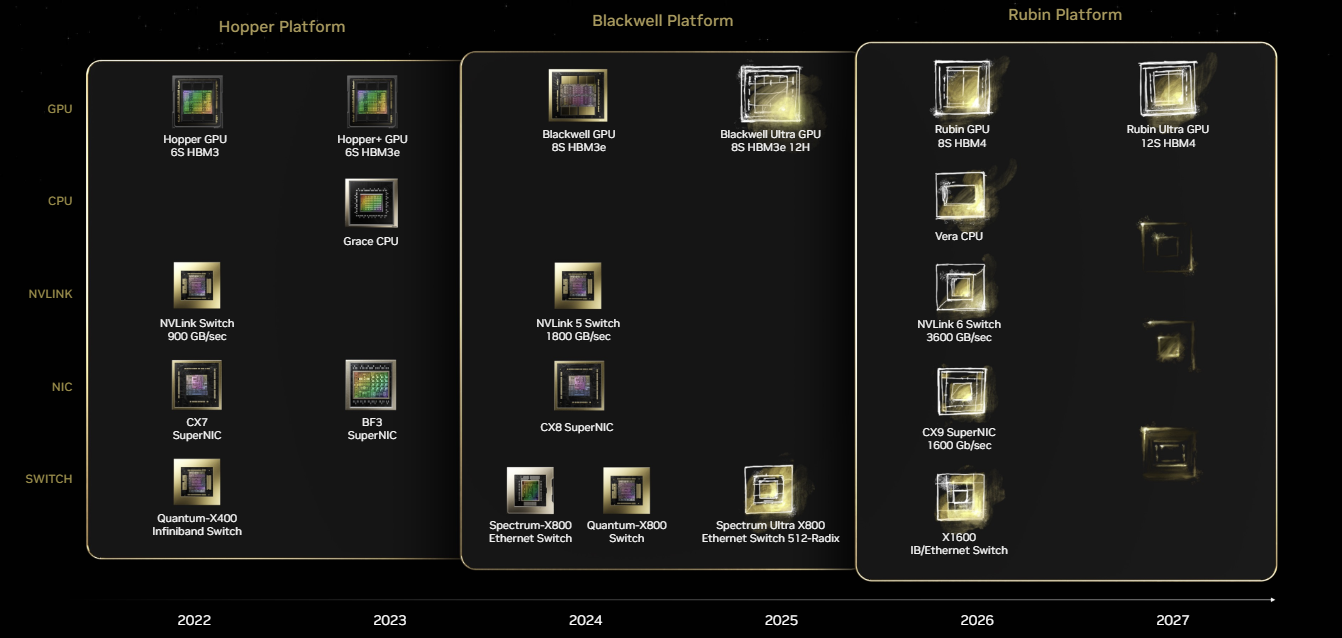 Hopper Platform
Blackwell Platform
Rubin Platform
GPU
Hopper GPU
6S HBM3
Hopper+ GPU
6S HBM3e
Blackwell GPU
8S HBM3e
Blackwell Ultra GPU
8S HBM3e 12H
Rubin GPU
8S HBM4
Rubin Ultra GPU
12S HBM4
CPU
Grace CPU
Vera CPU
NVLINK
NVLink Switch
900 GB/sec
NVLink 5 Switch
1800 GB/sec
NVLink 6 Switch
3600 GB/sec
NIC
CX7
SuperNIC
BF3
SuperNIC
CX8 SuperNIC
CX9 SuperNIC
1600 Gb/sec
SWITCH
Quantum-X400
Infiniband Switch
Spectrum-X800
Ethernet Switch
Quantum-X800
Switch
Spectrum Ultra X800
Ethernet Switch 512-Radix
X1600
IB/Ethernet Switch
2022
2023
2024
2025
2026
2027